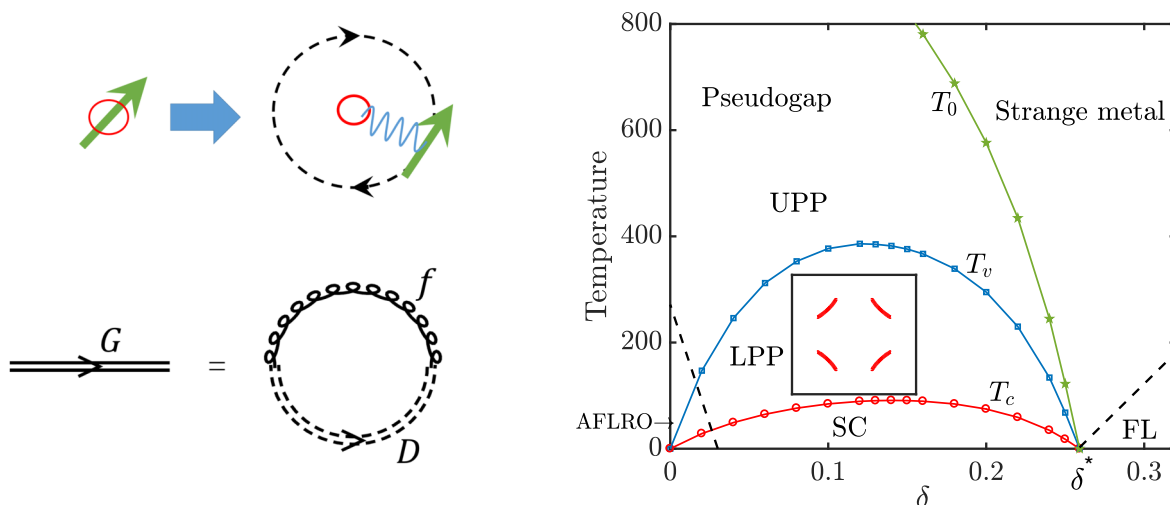 G
=
f
D
800
600
400
200
0
Temperature
Pseudogap
T₀
Strange metal
UPP
Tᵥ
LPP
T_c
AFLRO
SC
FL
0
0.1
0.2
δ*
0.3
δ